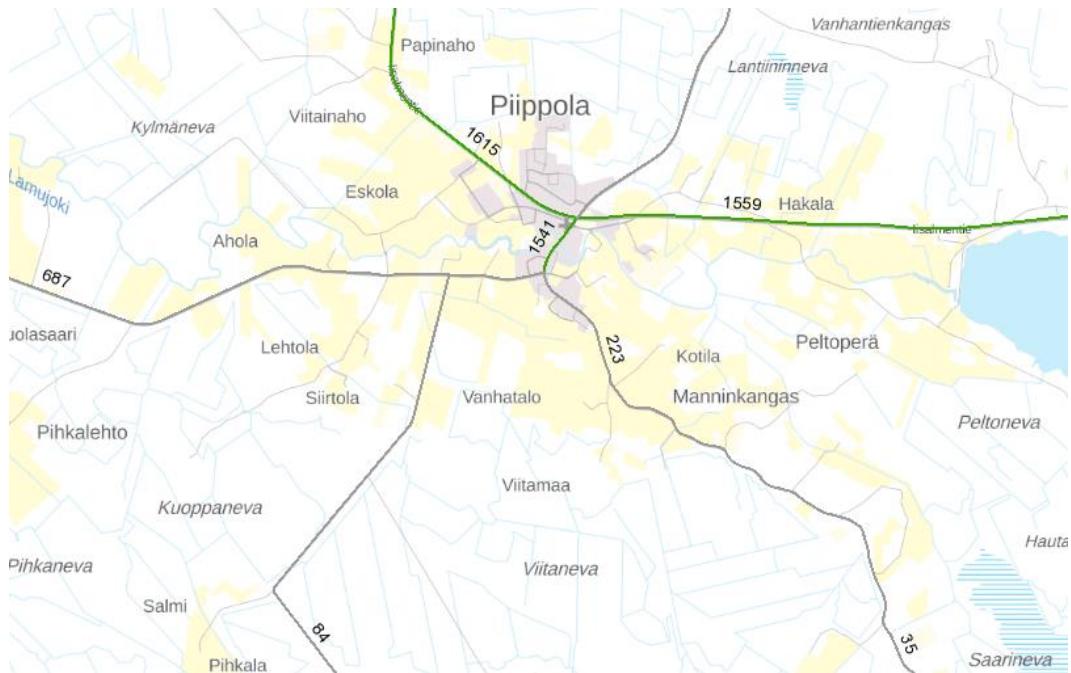 Vanhantienkangas
Papinaho
Lantiininneva
Piippola
Viitainaho
Kylmäneva
1615
Lamujoki
Eskola
1559
Hakala
Iisalmentie
Ahola
1541
687
uolasaari
Lehtola
223
Kotila
Peltoperä
Siirtola
Vanhatalo
Manninkangas
Pihkalehto
Peltoneva
Viitamaa
Kuoppaneva
Hauta
Pihkaneva
Viitaneva
Salmi
84
35
Pihkala
Saarineva